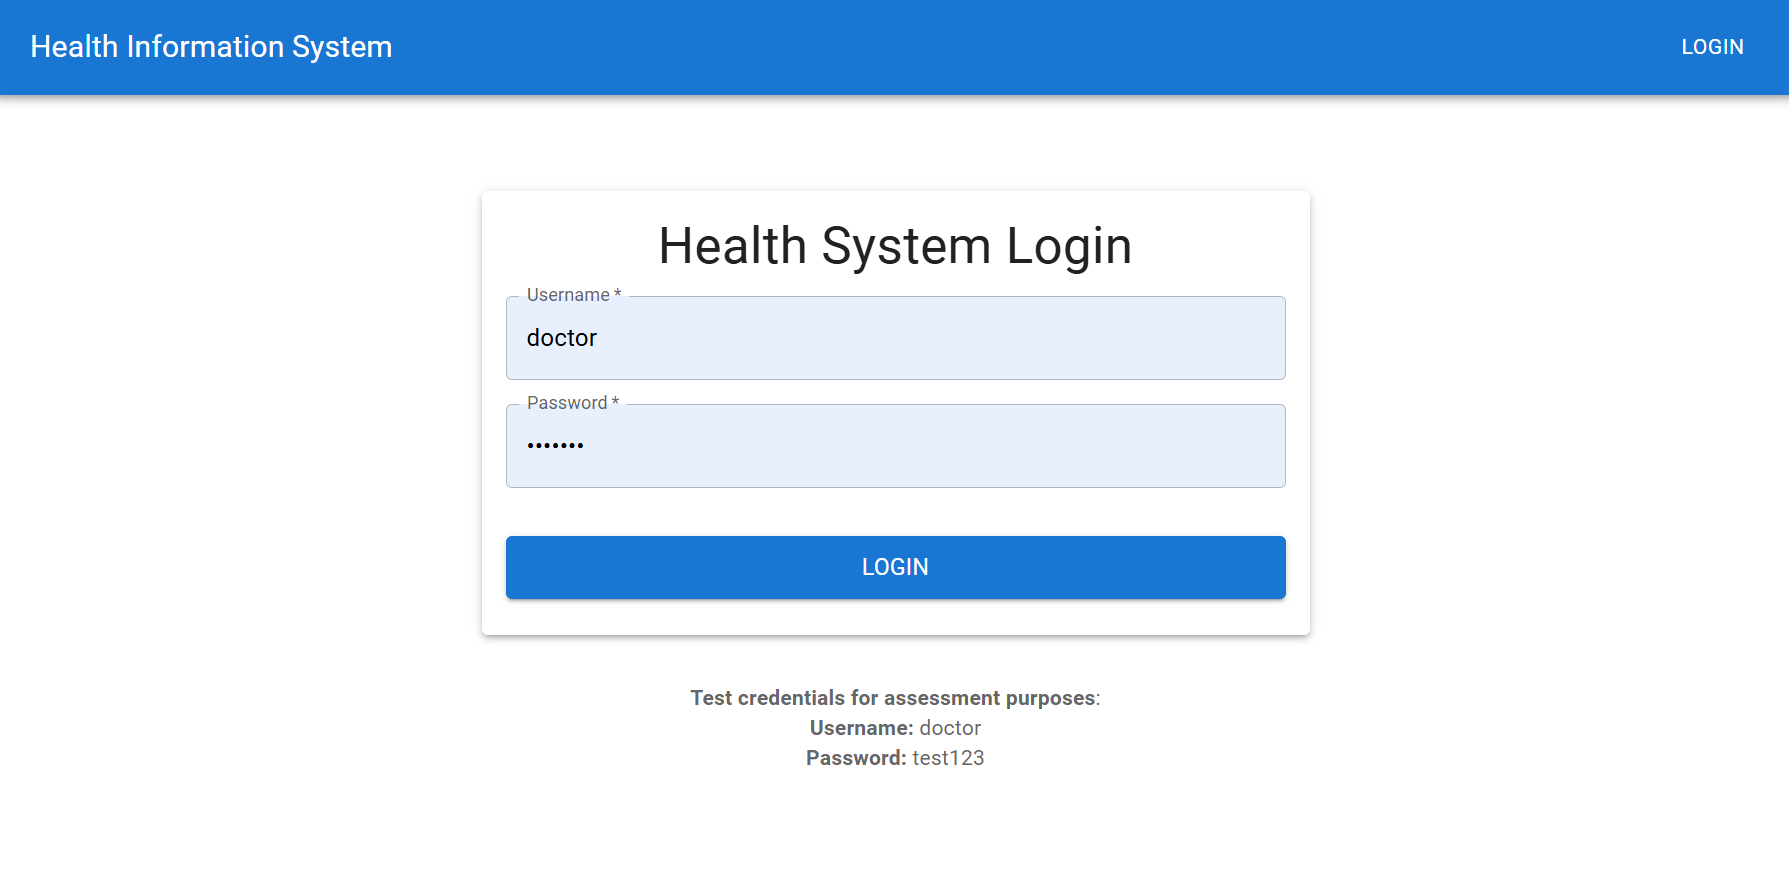 Health Information System
LOGIN
Health System Login
Username *
doctor
Password *
•••••••
LOGIN
Test credentials for assessment purposes:
Username: doctor
Password: test123